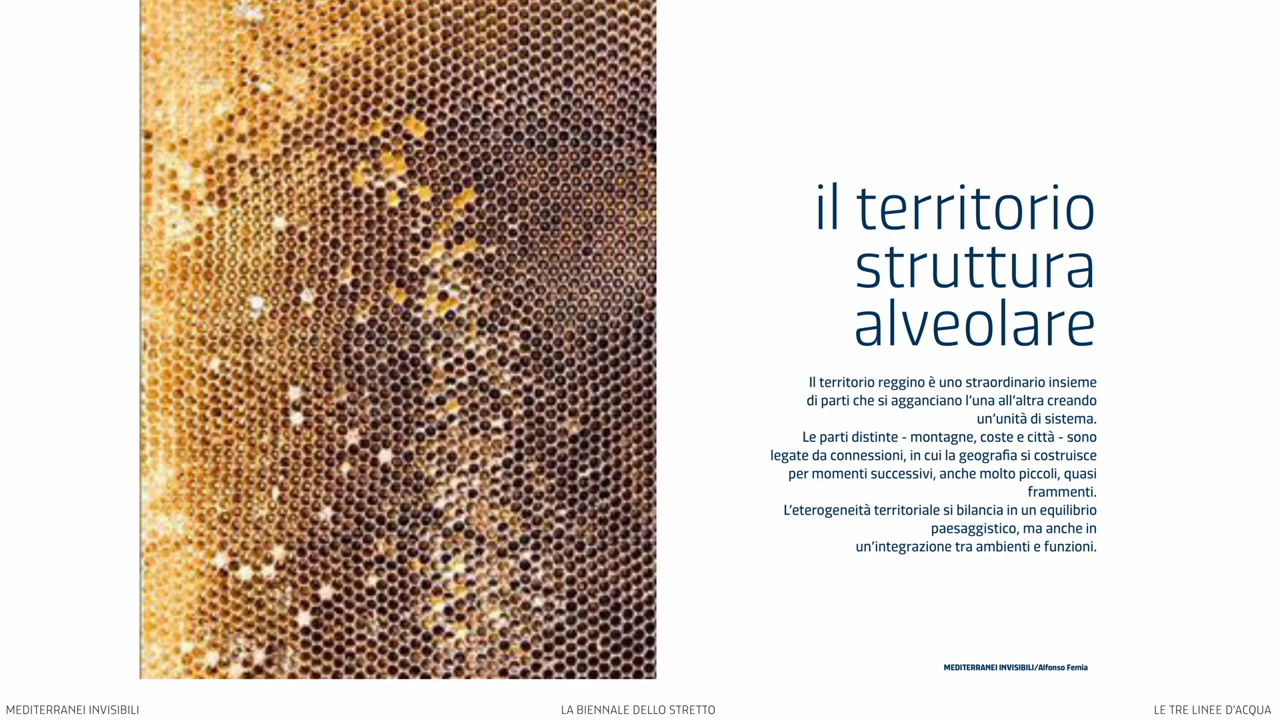 il territorio
struttura
alveolare
Il territorio reggino è uno straordinario insieme
di parti che si agganciano l'una all'altra creando
un'unità di sistema.
Le parti distinte - montagne, coste e città - sono
legate da connessioni, in cui la geografia si costruisce
per momenti successivi, anche molto piccoli, quasi
frammenti.
L'eterogeneità territoriale si bilancia in un equilibrio
paesaggistico, ma anche in
un'integrazione tra ambienti e funzioni.
MEDITERRANEI INVISIBILI/Alfonso Femia
MEDITERRANEI INVISIBILI
LA BIENNALE DELLO STRETTO
LE TRE LINEE D'ACQUA